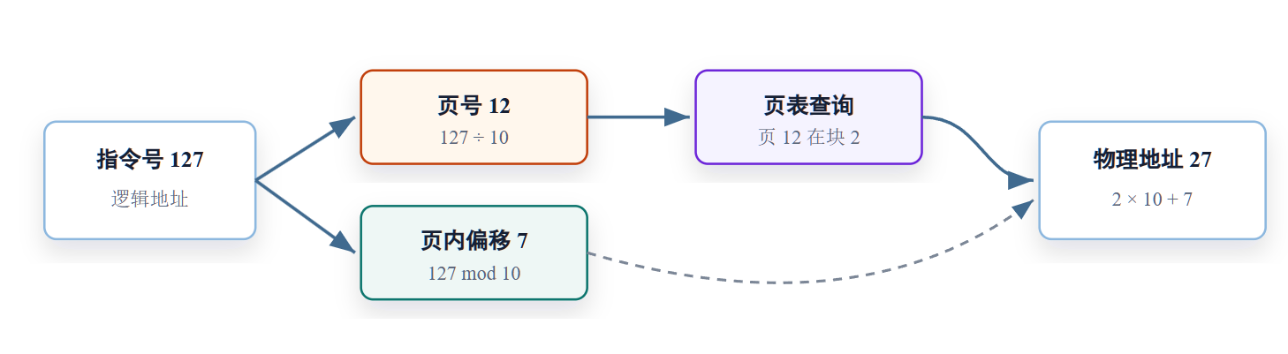 指令号 127
逻辑地址
页号 12
127 ÷ 10
页内偏移 7
127 mod 10
页表查询
页 12 在块 2
物理地址 27
2 × 10 + 7